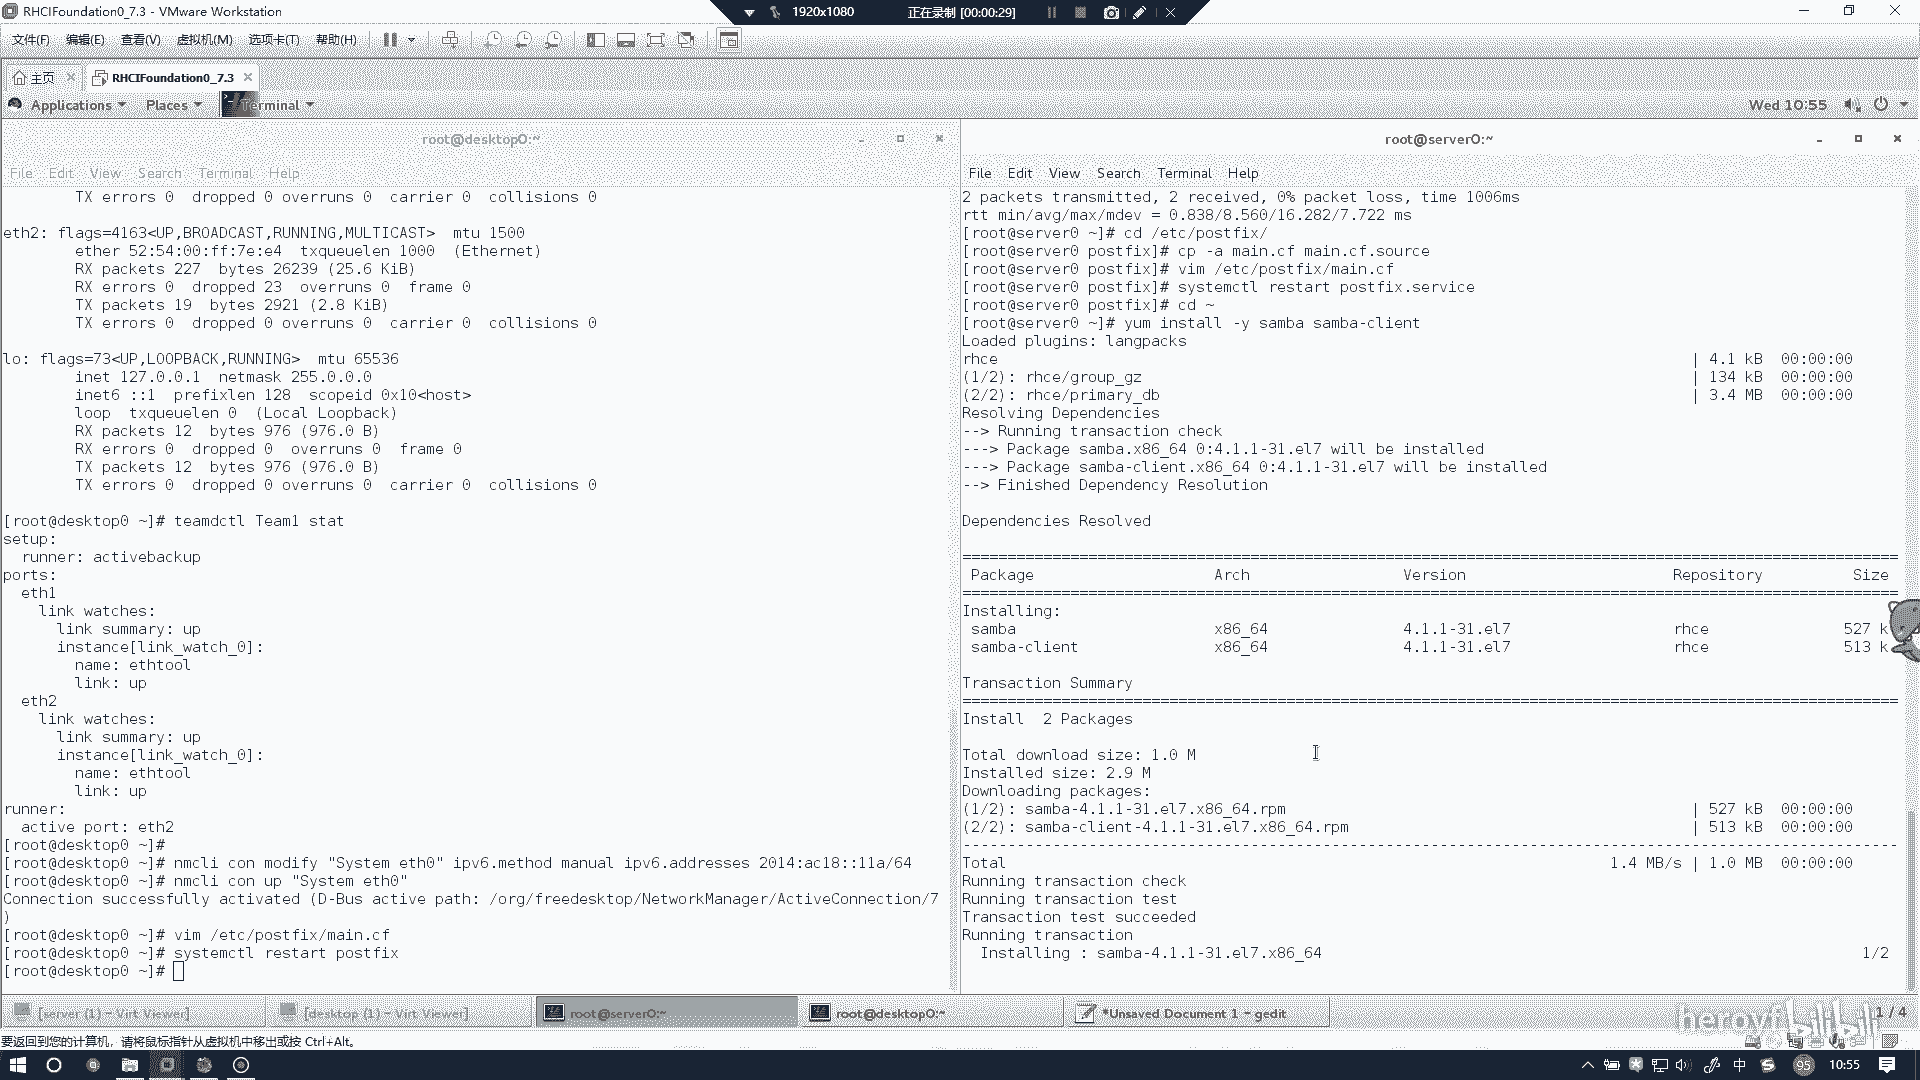 RHCIFoundation0_7.3 - VMware Workstation
1920x1080
正在录制 [00:00:29]
文件(F) 编辑(E) 查看(V) 虚拟机(M) 选项卡(T) 帮助(H)
主页
RHCIFoundation0_7.3
Applications Places Terminal
Wed 10:55
root@desktop0:~
File Edit View Search Terminal Help
TX errors 0  dropped 0 overruns 0  carrier 0  collisions 0
eth2: flags=4163<UP,BROADCAST,RUNNING,MULTICAST>  mtu 1500
ether 52:54:00:ff:7e:e4  txqueuelen 1000  (Ethernet)
RX packets 227  bytes 26239 (25.6 KiB)
RX errors 0  dropped 23  overruns 0  frame 0
TX packets 19  bytes 2921 (2.8 KiB)
TX errors 0  dropped 0 overruns 0  carrier 0  collisions 0
lo: flags=73<UP,LOOPBACK,RUNNING>  mtu 65536
inet 127.0.0.1  netmask 255.0.0.0
inet6 ::1  prefixlen 128  scopeid 0x10<host>
loop  txqueuelen 0  (Local Loopback)
RX packets 12  bytes 976 (976.0 B)
RX errors 0  dropped 0  overruns 0  frame 0
TX packets 12  bytes 976 (976.0 B)
TX errors 0  dropped 0 overruns 0  carrier 0  collisions 0
[root@desktop0 ~]# teamdctl Team1 stat
setup:
runner: activebackup
ports:
eth1
link watches:
link summary: up
instance[link_watch_0]:
name: ethtool
link: up
eth2
link watches:
link summary: up
instance[link_watch_0]:
name: ethtool
link: up
runner:
active port: eth2
[root@desktop0 ~]#
[root@desktop0 ~]# nmcli con modify "System eth0" ipv6.method manual ipv6.addresses 2014:ac18::11a/64
[root@desktop0 ~]# nmcli con up "System eth0"
Connection successfully activated (D-Bus active path: /org/freedesktop/NetworkManager/ActiveConnection/7
)
[root@desktop0 ~]# vim /etc/postfix/main.cf
[root@desktop0 ~]# systemctl restart postfix
[root@desktop0 ~]#
root@server0:~
File Edit View Search Terminal Help
2 packets transmitted, 2 received, 0% packet loss, time 1006ms
rtt min/avg/max/mdev = 0.838/8.560/16.282/7.722 ms
[root@server0 ~]# cd /etc/postfix/
[root@server0 postfix]# cp -a main.cf main.cf.source
[root@server0 postfix]# vim /etc/postfix/main.cf
[root@server0 postfix]# systemctl restart postfix.service
[root@server0 postfix]# cd ~
[root@server0 ~]# yum install -y samba samba-client
Loaded plugins: langpacks
rhce | 4.1 kB  00:00:00
(1/2): rhce/group_gz | 134 kB  00:00:00
(2/2): rhce/primary_db | 3.4 MB  00:00:00
Resolving Dependencies
--> Running transaction check
---> Package samba.x86_64 0:4.1.1-31.el7 will be installed
---> Package samba-client.x86_64 0:4.1.1-31.el7 will be installed
--> Finished Dependency Resolution
Dependencies Resolved
Package Arch Version Repository Size
Installing:
samba x86_64 4.1.1-31.el7 rhce 527 k
samba-client x86_64 4.1.1-31.el7 rhce 513 k
Transaction Summary
Install  2 Packages
Total download size: 1.0 M
Installed size: 2.9 M
Downloading packages:
(1/2): samba-4.1.1-31.el7.x86_64.rpm | 527 kB  00:00:00
(2/2): samba-client-4.1.1-31.el7.x86_64.rpm | 513 kB  00:00:00
Total 1.4 MB/s | 1.0 MB  00:00:00
Running transaction check
Running transaction test
Transaction test succeeded
Running transaction
Installing : samba-4.1.1-31.el7.x86_64 1/2
[server (1) - Virt Viewer]
[desktop (1) - Virt Viewer]
root@server0:~
root@desktop0:~
*Unsaved Document 1 - gedit
1 / 4
bilibili
要返回到您的计算机，请将鼠标指针从虚拟机中移出或按 Ctrl+Alt。
中
95
10:55